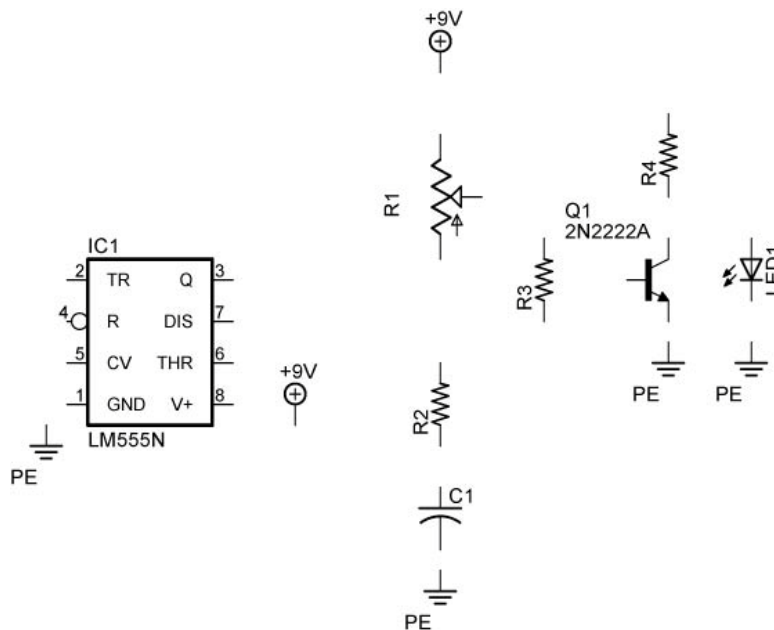 +9V
R4
R1
Q1
2N2222A
IC1
2 TR Q 3
LED1
R3
4 R DIS 7
5 CV THR 6
+9V
PE PE
1 GND V+ 8
R2
LM555N
PE
C1
PE